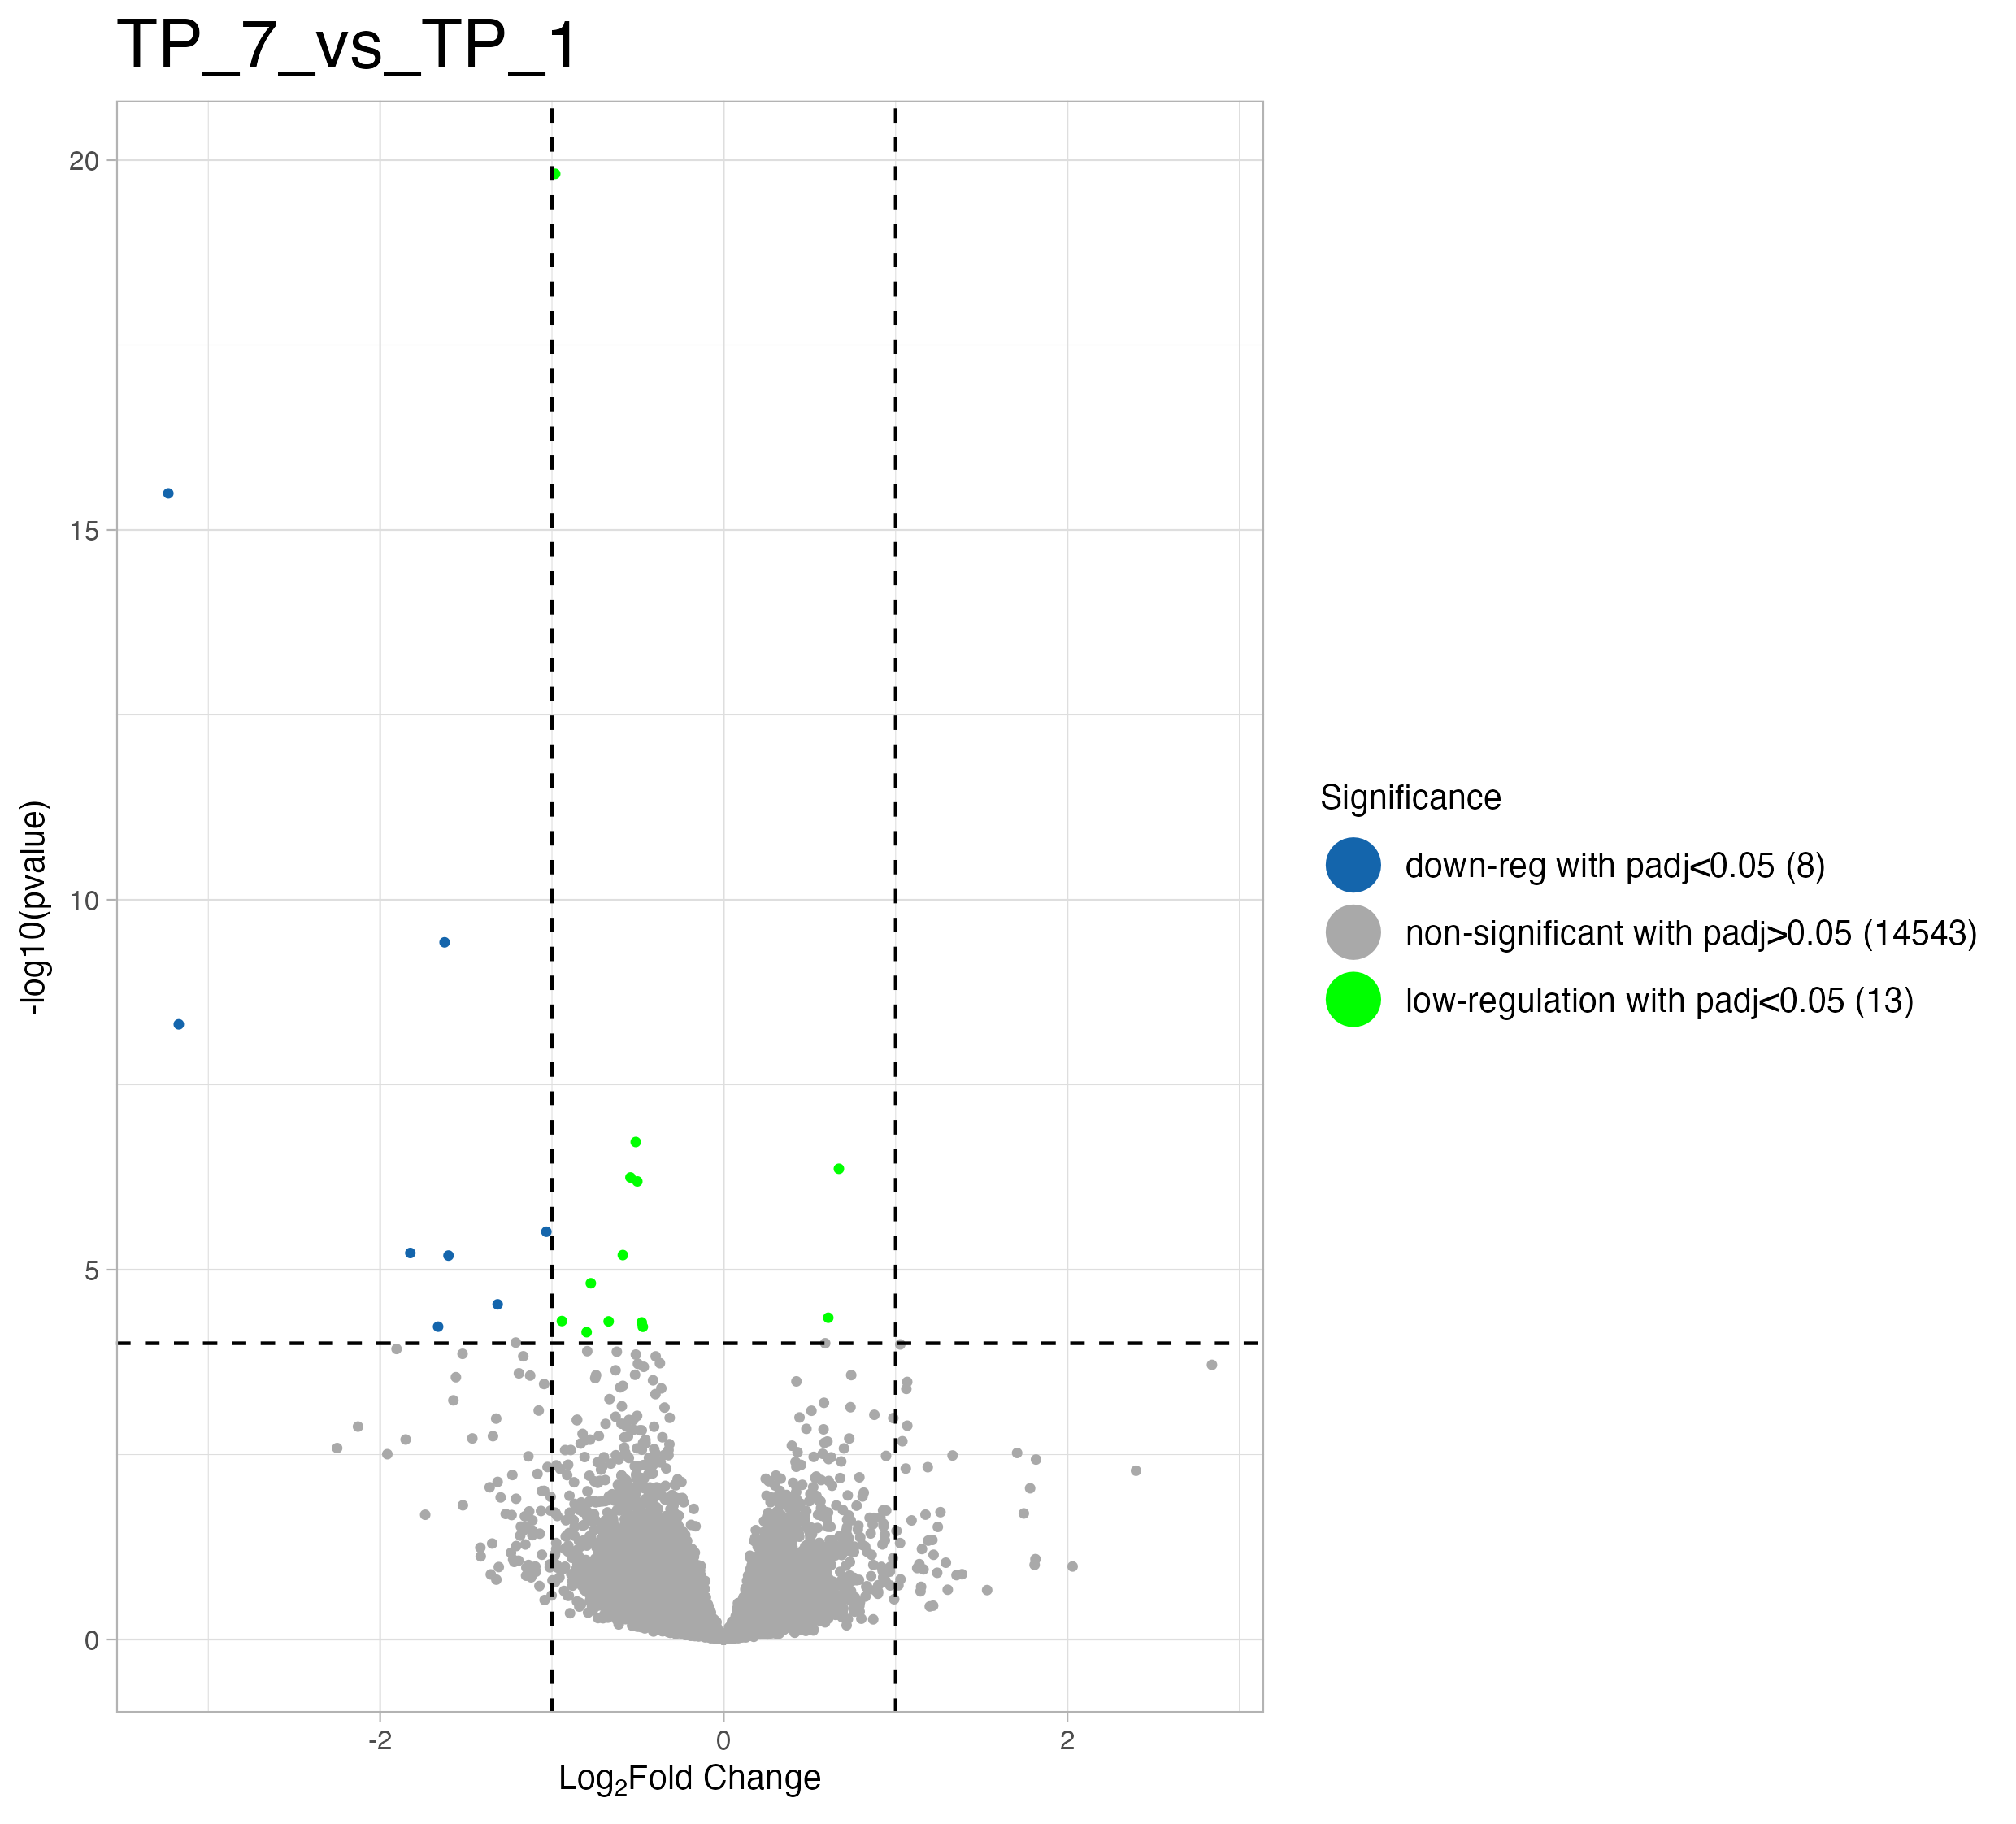 TP_7_vs_TP_1
20
15
10
5
0
-log10(pvalue)
-2
0
2
Log₂Fold Change
Significance
down-reg with padj<0.05 (8)
non-significant with padj>0.05 (14543)
low-regulation with padj<0.05 (13)